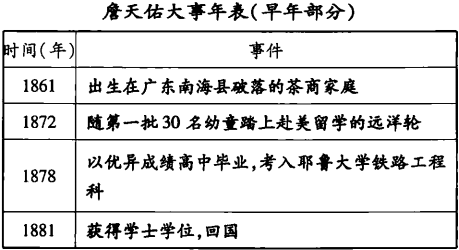 詹天佑大事年表(早年部分)
时间(年) 事件
1861 出生在广东南海县破落的茶商家庭
1872 随第一批30名幼童踏上赴美留学的远洋轮
1878 以优异成绩高中毕业,考入耶鲁大学铁路工程
科
1881 获得学士学位,回国